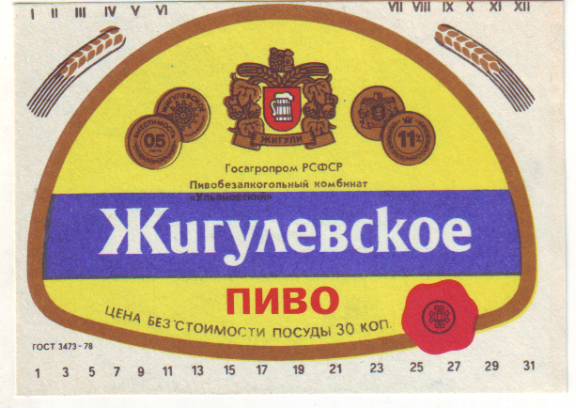 I II III IV V VI VII VIII IX X XI XII
05
11%
ЖИГУЛИ
Госагропром РСФСР
Пивобезалкогольный комбинат
«Ульяновский»
Жигулевское
ПИВО
ЦЕНА БЕЗ СТОИМОСТИ ПОСУДЫ 30 КОП.
ГОСТ 3473-78
1 3 5 7 9 11 13 15 17 19 21 23 25 27 29 31